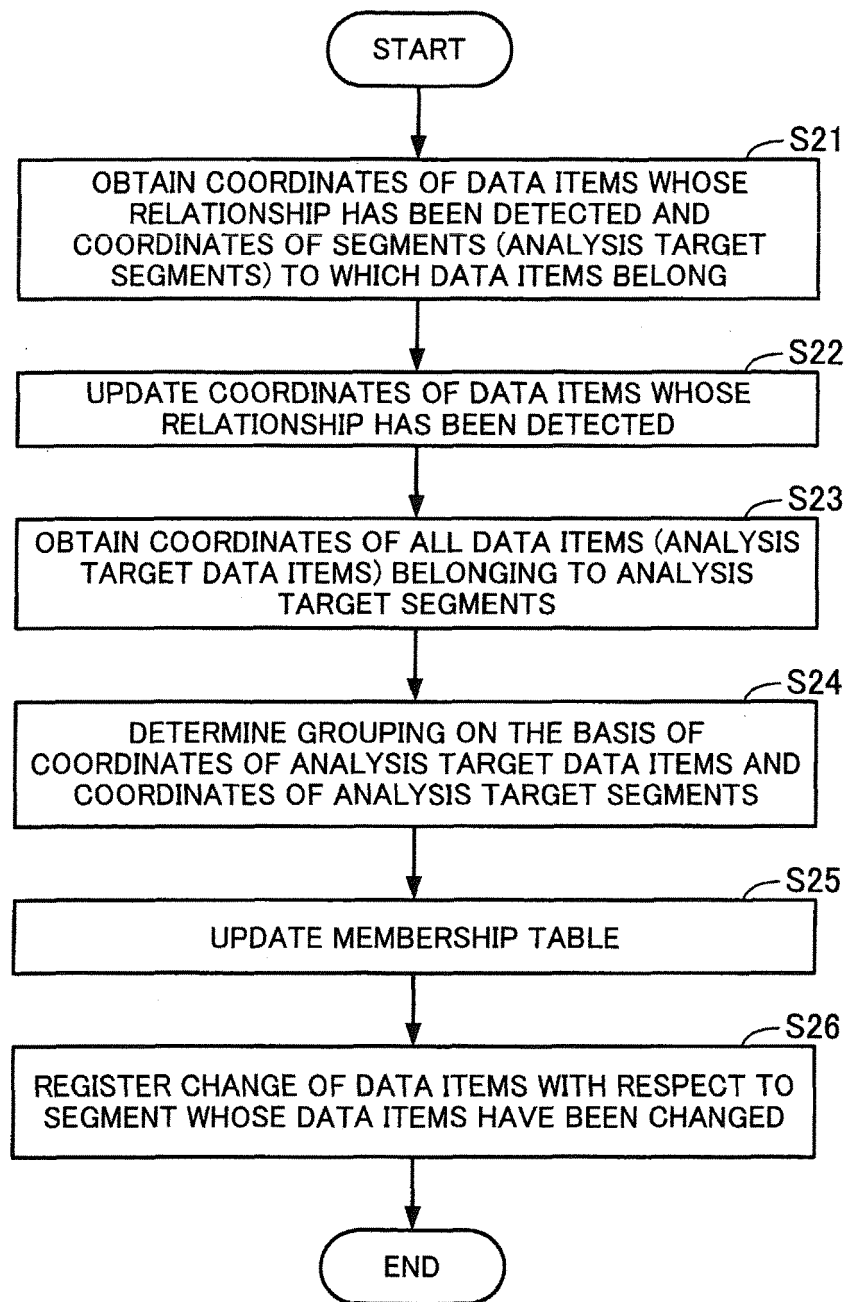 START
S21
OBTAIN COORDINATES OF DATA ITEMS WHOSE
RELATIONSHIP HAS BEEN DETECTED AND
COORDINATES OF SEGMENTS (ANALYSIS TARGET
SEGMENTS) TO WHICH DATA ITEMS BELONG
S22
UPDATE COORDINATES OF DATA ITEMS WHOSE
RELATIONSHIP HAS BEEN DETECTED
S23
OBTAIN COORDINATES OF ALL DATA ITEMS (ANALYSIS
TARGET DATA ITEMS) BELONGING TO ANALYSIS
TARGET SEGMENTS
S24
DETERMINE GROUPING ON THE BASIS OF
COORDINATES OF ANALYSIS TARGET DATA ITEMS AND
COORDINATES OF ANALYSIS TARGET SEGMENTS
S25
UPDATE MEMBERSHIP TABLE
S26
REGISTER CHANGE OF DATA ITEMS WITH RESPECT TO
SEGMENT WHOSE DATA ITEMS HAVE BEEN CHANGED
END